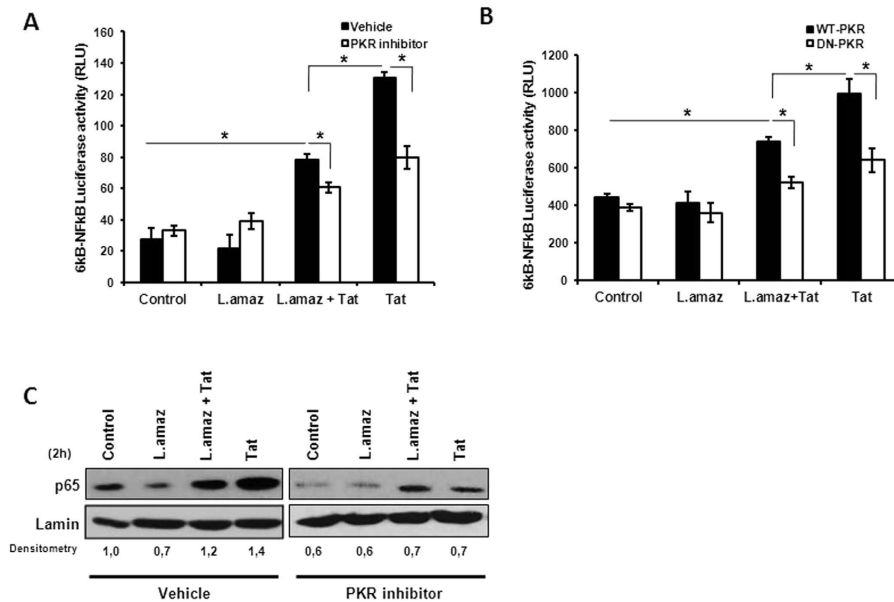 A
6kB-NFkB Luciferase activity (RLU)
160
140
120
100
80
60
40
20
0
Vehicle
PKR inhibitor
*
*
*
*
Control
L.amaz
L.amaz + Tat
Tat
B
6kB-NFkB Luciferase activity (RLU)
1200
1000
800
600
400
200
0
WT-PKR
DN-PKR
*
*
*
*
Control
L.amaz
L.amaz+Tat
Tat
C
(2h)
Control
L.amaz
L.amaz + Tat
Tat
Control
L.amaz
L.amaz + Tat
Tat
p65
Lamin
Densitometry
1,0 0,7 1,2 1,4 0,6 0,6 0,7 0,7
Vehicle PKR inhibitor